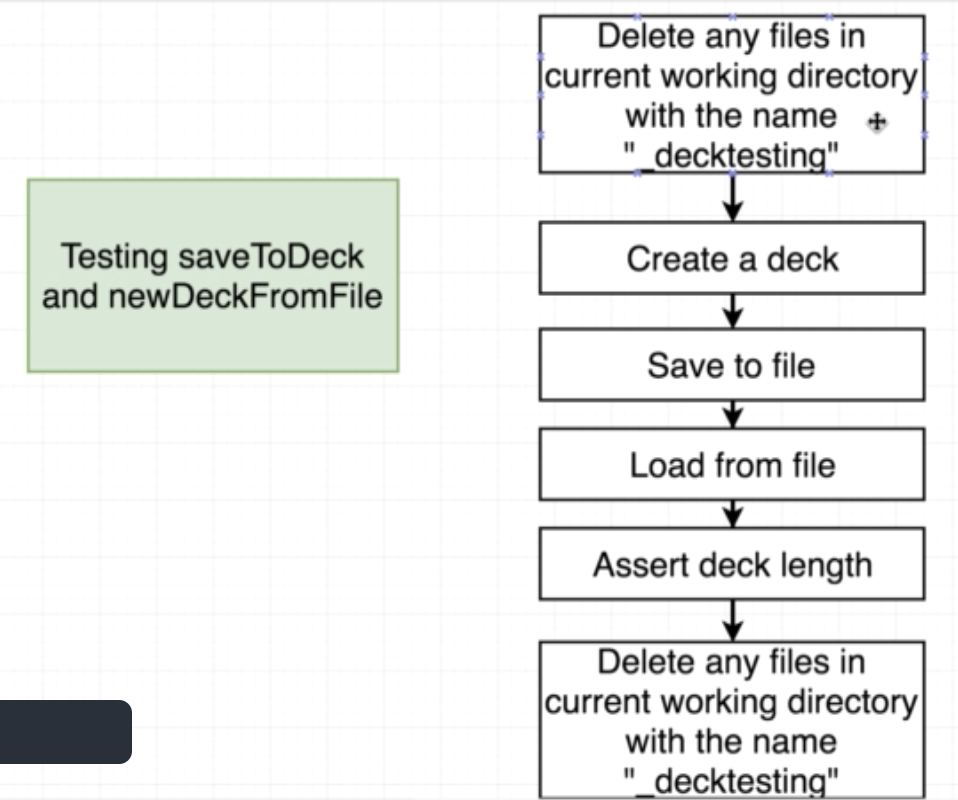 Testing saveToDeck
and newDeckFromFile
Delete any files in
current working directory
with the name
"_decktesting"
Create a deck
Save to file
Load from file
Assert deck length
Delete any files in
current working directory
with the name
"_decktesting"